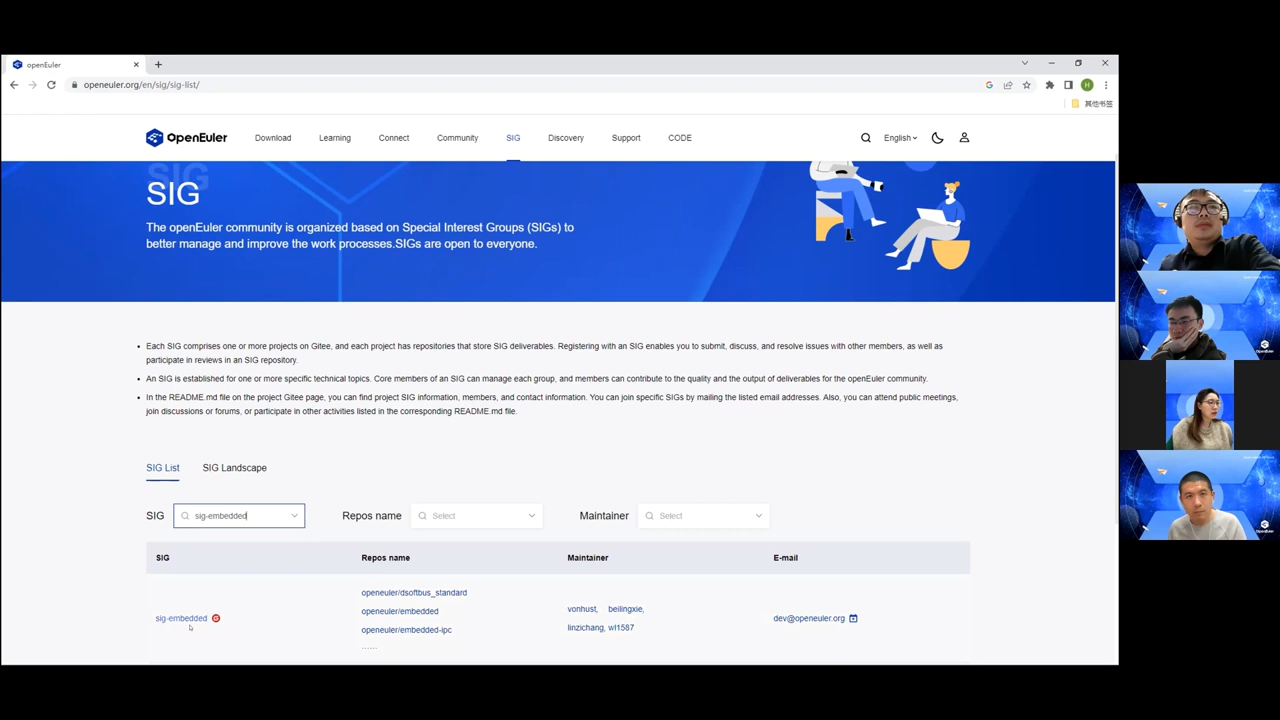 openEuler
openeuler.org/en/sig/sig-list/
其他书签
OpenEuler
Download
Learning
Connect
Community
SIG
Discovery
Support
CODE
English
SIG
SIG
The openEuler community is organized based on Special Interest Groups (SIGs) to
better manage and improve the work processes.SIGs are open to everyone.
Each SIG comprises one or more projects on Gitee, and each project has repositories that store SIG deliverables. Registering with an SIG enables you to submit, discuss, and resolve issues with other members, as well as
participate in reviews in an SIG repository.
An SIG is established for one or more specific technical topics. Core members of an SIG can manage each group, and members can contribute to the quality and the output of deliverables for the openEuler community.
In the README.md file on the project Gitee page, you can find project SIG information, members, and contact information. You can join specific SIGs by mailing the listed email addresses. Also, you can attend public meetings,
join discussions or forums, or participate in other activities listed in the corresponding README.md file.
SIG List
SIG Landscape
SIG
sig-embedded
Repos name
Select
Maintainer
Select
SIG
Repos name
Maintainer
E-mail
sig-embedded
openeuler/dsoftbus_standard
openeuler/embedded
openeuler/embedded-ipc
......
vonhust, beilingxie,
linzichang, wl1587
dev@openeuler.org
H
G
OpenEuler
OpenEuler